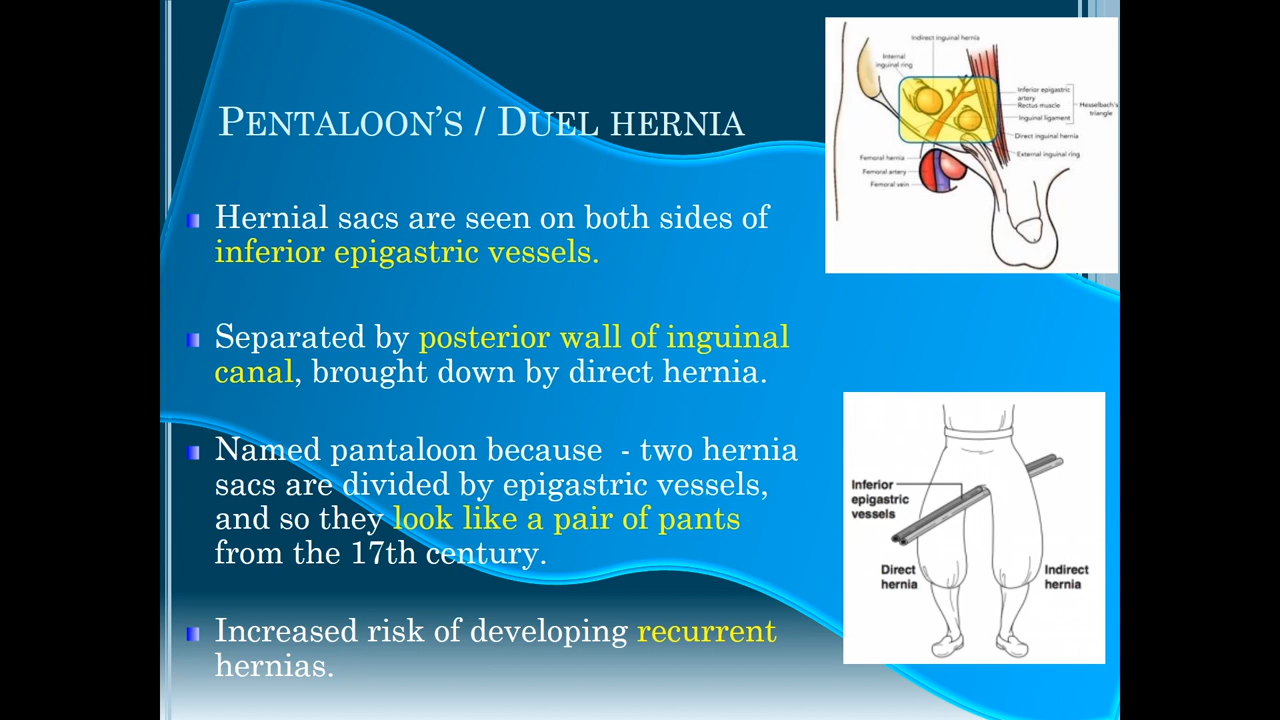 PENTALOON'S / DUEL HERNIA
Hernial sacs are seen on both sides of
inferior epigastric vessels.
Separated by posterior wall of inguinal
canal, brought down by direct hernia.
Named pantaloon because  - two hernia
sacs are divided by epigastric vessels,
and so they look like a pair of pants
from the 17th century.
Increased risk of developing recurrent
hernias.
Indirect inguinal hernia
Internal
inguinal ring
Inferior epigastric
artery
Rectus muscle
Inguinal ligament
Hesselbach's
triangle
Direct inguinal hernia
External inguinal ring
Femoral hernia
Femoral artery
Femoral vein
Inferior
epigastric
vessels
Direct
hernia
Indirect
hernia